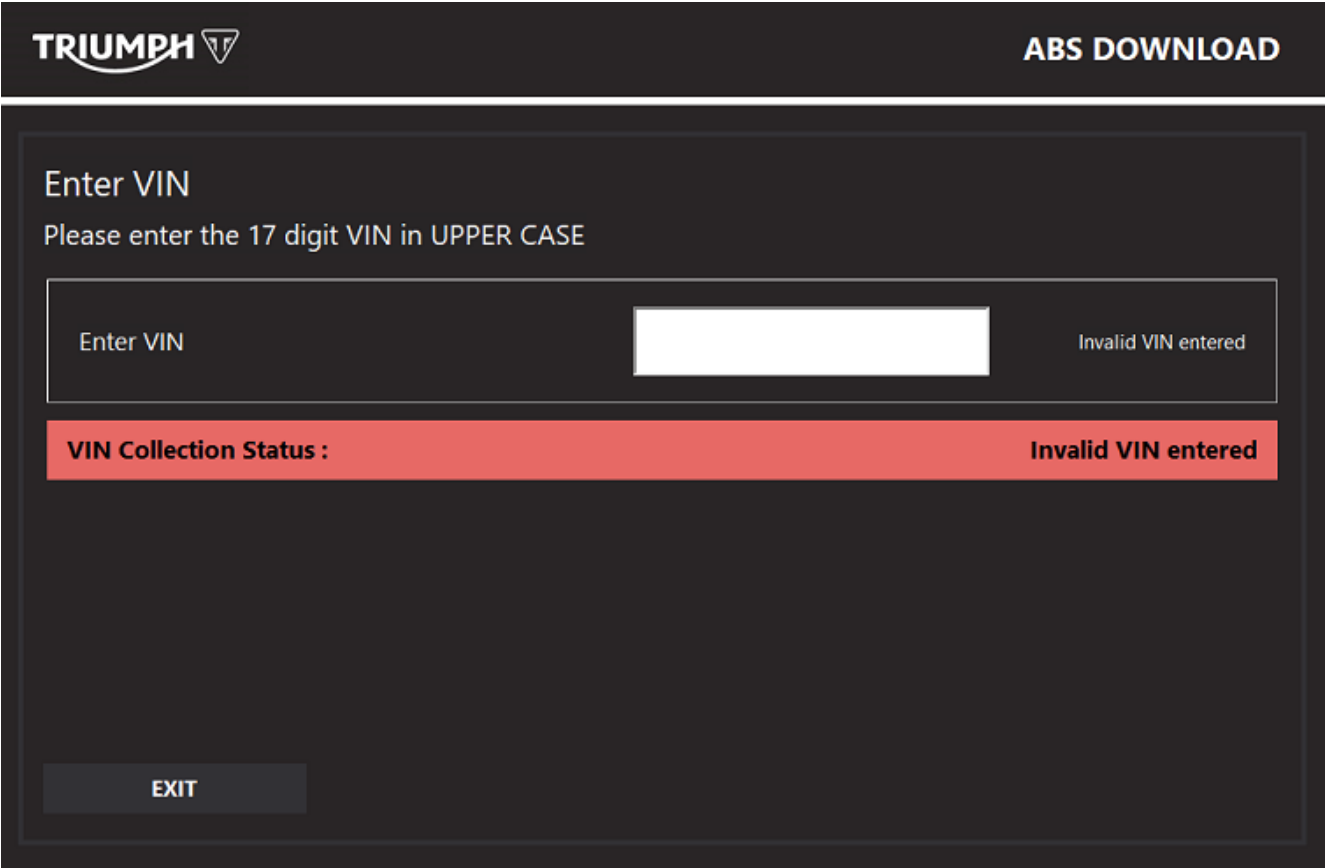 TRIUMPH
ABS DOWNLOAD
Enter VIN
Please enter the 17 digit VIN in UPPER CASE
Enter VIN
Invalid VIN entered
VIN Collection Status :
Invalid VIN entered
EXIT